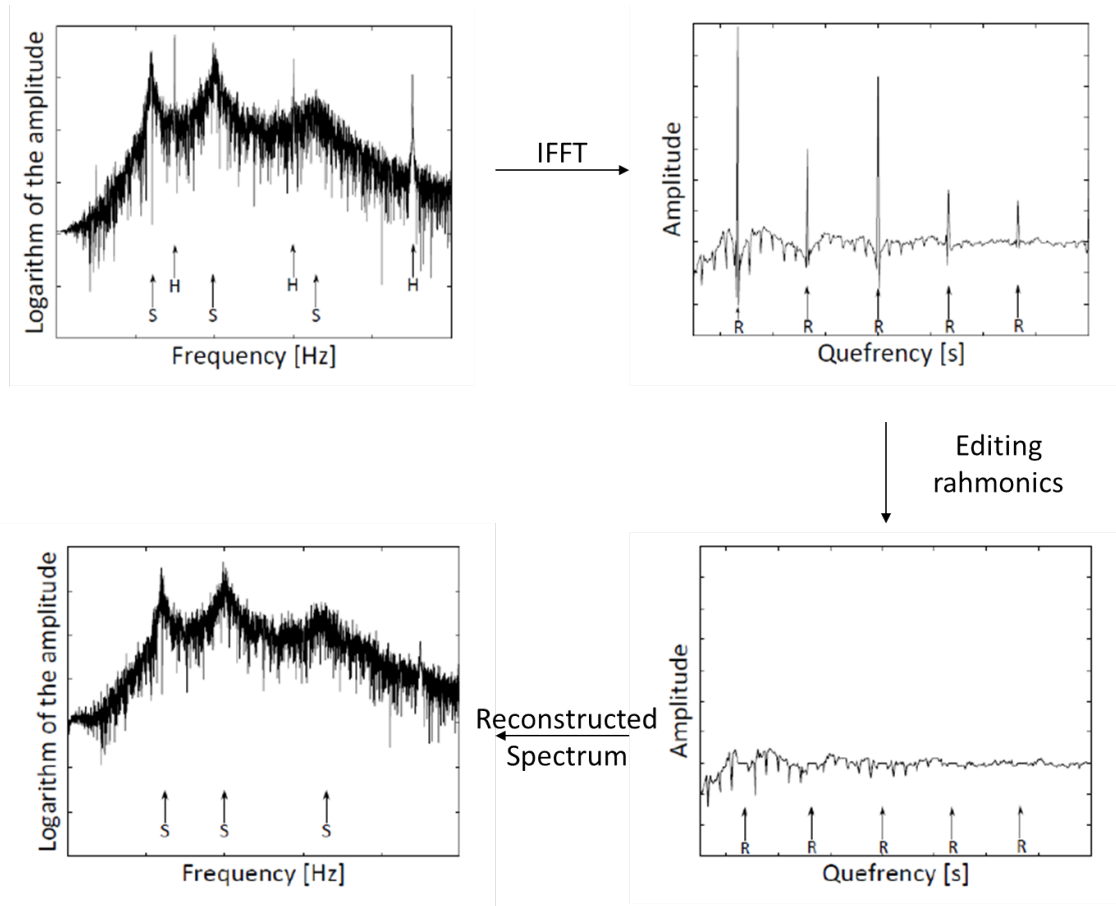 Logarithm of the amplitude
H
H
H
S
S
S
Frequency [Hz]
IFFT
Amplitude
R
R
R
R
R
Quefrency [s]
Editing
rahmonics
Amplitude
R
R
R
R
R
Quefrency [s]
Reconstructed
Spectrum
Logarithm of the amplitude
S
S
S
Frequency [Hz]